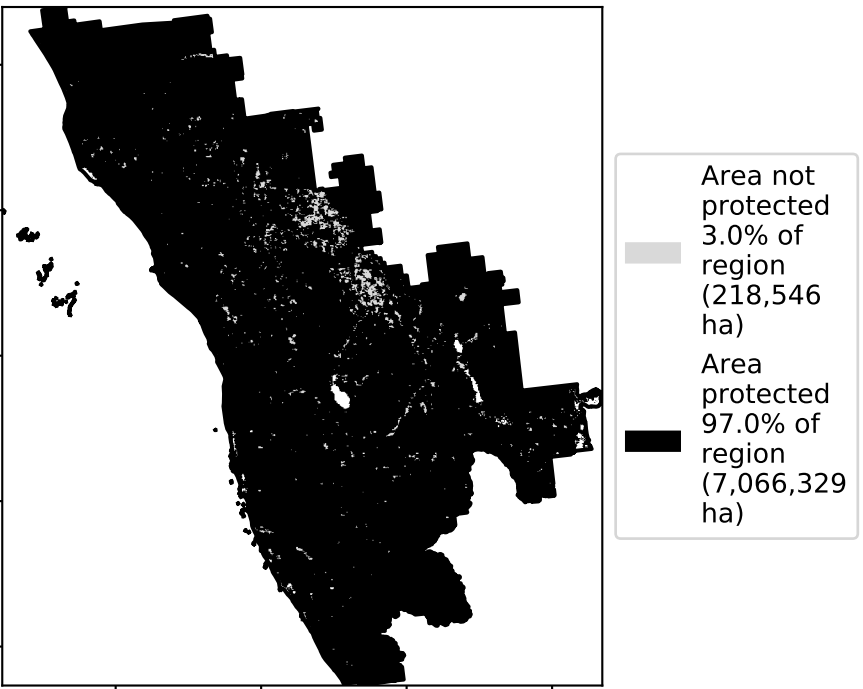 Area not
protected
3.0% of
region
(218,546
ha)
Area
protected
97.0% of
region
(7,066,329
ha)